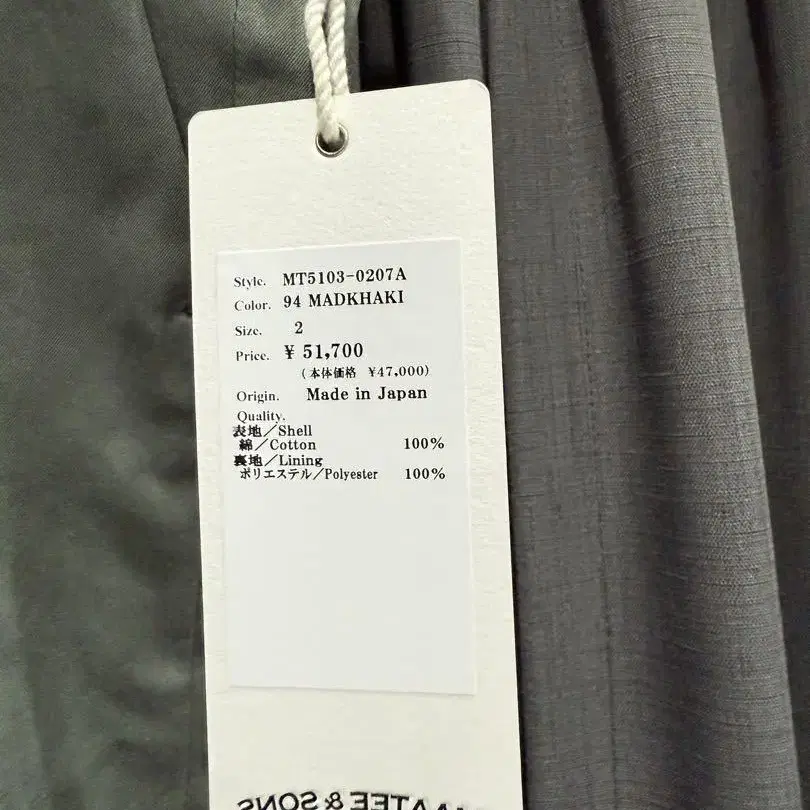 Style. MT5103-0207A
Color. 94 MADKHAKI
Size. 2
Price. ¥ 51,700
(本体価格 ¥47,000)
Origin. Made in Japan
Quality.
表地/Shell
綿/Cotton 100%
裏地/Lining
ポリエステル/Polyester 100%
& SONS